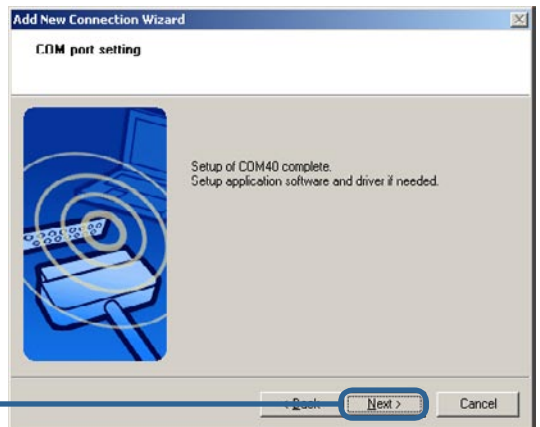 Add New Connection Wizard
COM port setting
Setup of COM40 complete.
Setup application software and driver if needed.
< Back
Next >
Cancel